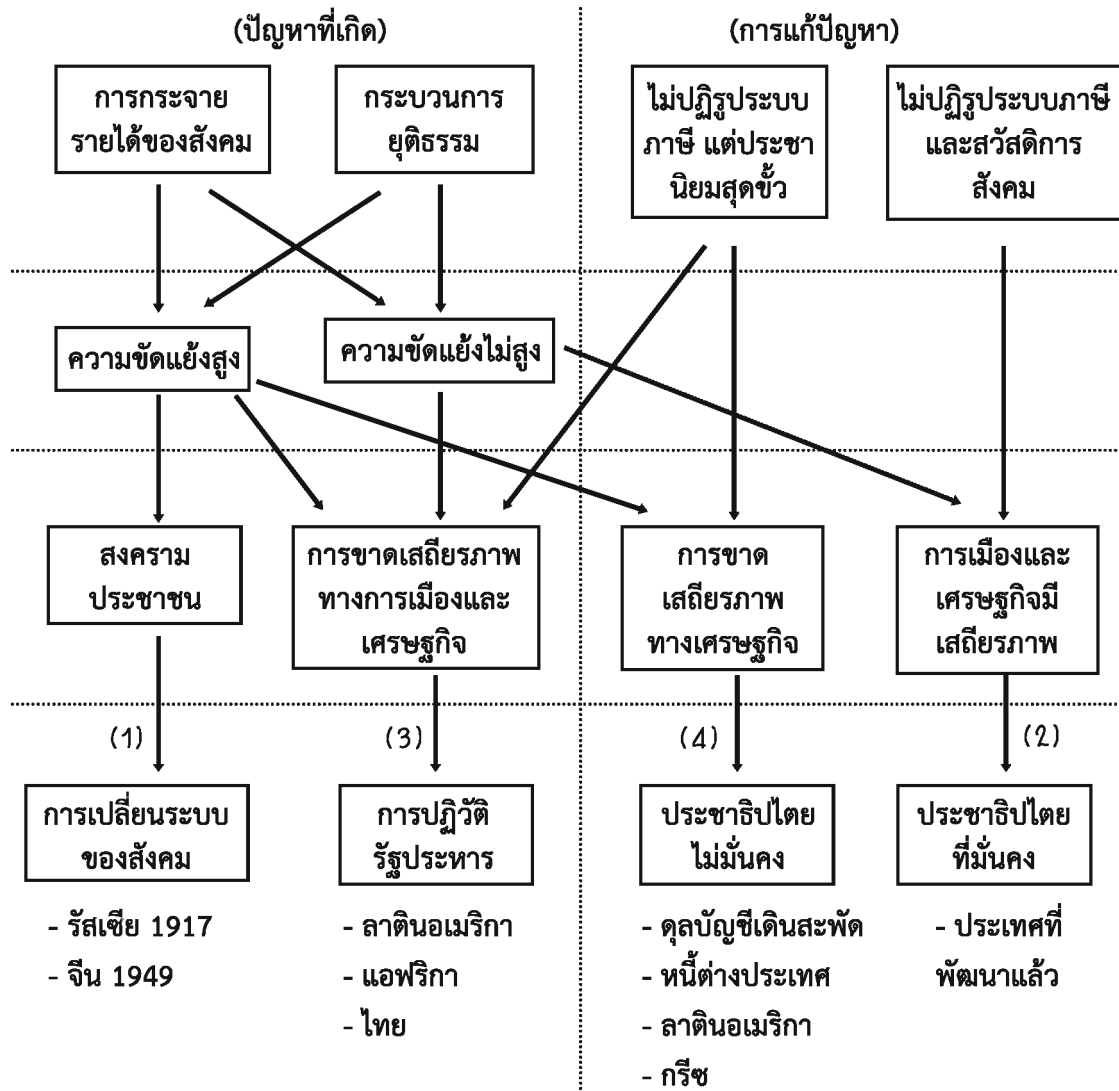 (ปัญหาที่เกิด)
(การแก้ปัญหา)
การกระจาย
รายได้ของสังคม
กระบวนการ
ยุติธรรม
ไม่ปฏิรูประบบ
ภาษี แต่ประชา
นิยมสุดขั้ว
ไม่ปฏิรูประบบภาษี
และสวัสดิการ
สังคม
ความขัดแย้งสูง
ความขัดแย้งไม่สูง
สงคราม
ประชาชน
การขาดเสถียรภาพ
ทางการเมืองและ
เศรษฐกิจ
การขาด
เสถียรภาพ
ทางเศรษฐกิจ
การเมืองและ
เศรษฐกิจมี
เสถียรภาพ
(1)
(3)
(4)
(2)
การเปลี่ยนระบบ
ของสังคม
การปฏิวัติ
รัฐประหาร
ประชาธิปไตย
ไม่มั่นคง
ประชาธิปไตย
ที่มั่นคง
- รัสเซีย 1917
- จีน 1949
- ลาตินอเมริกา
- แอฟริกา
- ไทย
- ดุลบัญชีเดินสะพัด
- หนี้ต่างประเทศ
- ลาตินอเมริกา
- กรีซ
- ประเทศที่
พัฒนาแล้ว